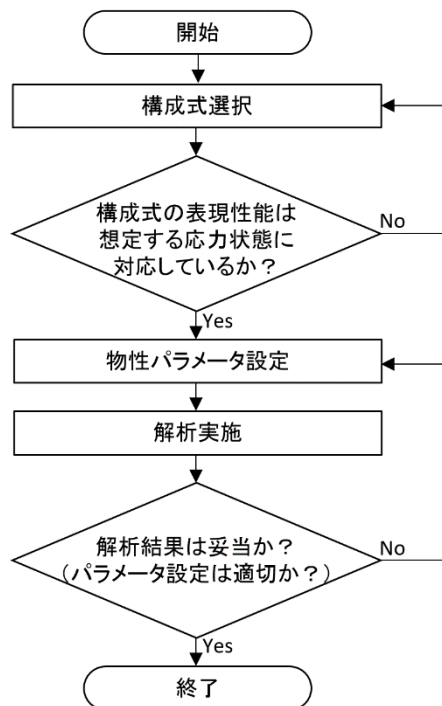 開始
構成式選択
構成式の表現性能は
想定する応力状態に
対応しているか？
No
Yes
物性パラメータ設定
解析実施
解析結果は妥当か？
（パラメータ設定は適切か？）
No
Yes
終了